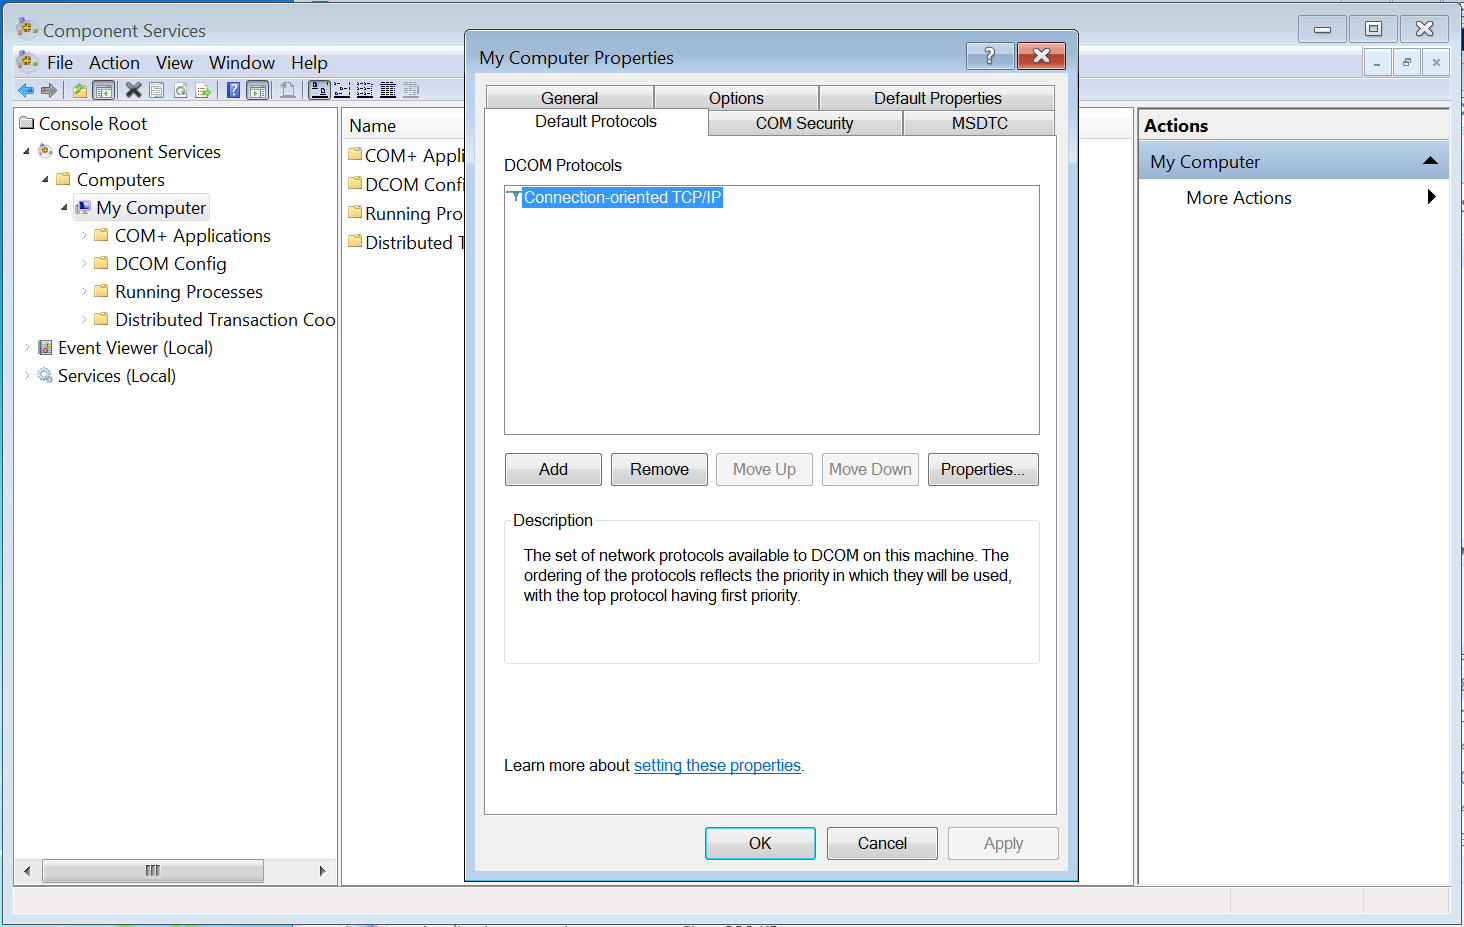 Component Services
File Action View Window Help
Console Root
Component Services
Computers
My Computer
COM+ Applications
DCOM Config
Running Processes
Distributed Transaction Coo
Event Viewer (Local)
Services (Local)
Name
COM+ Appli
DCOM Confi
Running Pro
Distributed T
My Computer Properties
General Options Default Properties
Default Protocols COM Security MSDTC
DCOM Protocols
Connection-oriented TCP/IP
Add Remove Move Up Move Down Properties...
Description
The set of network protocols available to DCOM on this machine. The
ordering of the protocols reflects the priority in which they will be used,
with the top protocol having first priority.
Learn more about setting these properties.
OK Cancel Apply
Actions
My Computer
More Actions